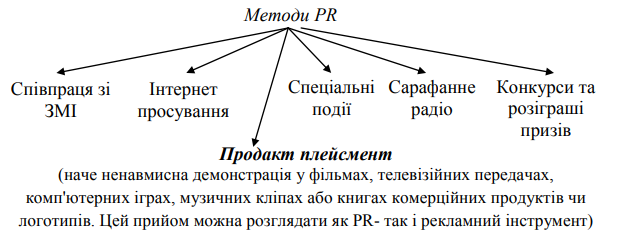 Методи PR
Співпраця зі
ЗМІ
Інтернет
просування
Спеціальні
події
Сарафанне
радіо
Конкурси та
розіграші
призів
Продакт плейсмент
(наче ненавмисна демонстрація у фільмах, телевізійних передачах,
комп'ютерних іграх, музичних кліпах або книгах комерційних продуктів чи
логотипів. Цей прийом можна розглядати як PR- так і рекламний інструмент)